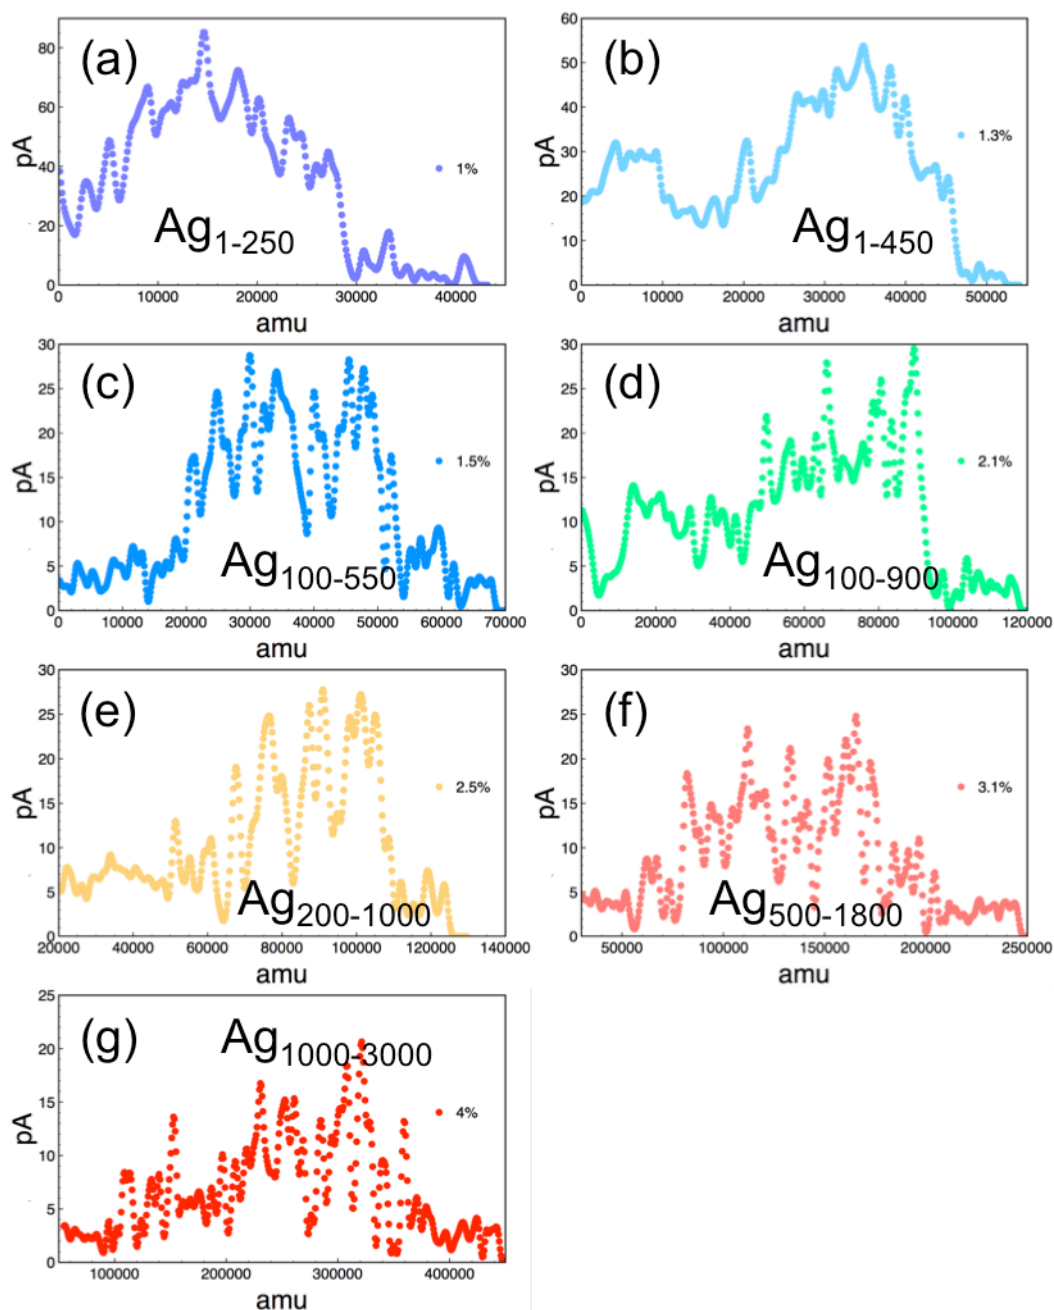 (a)
80
60
40
20
0
pA
1%
Ag1-250
0 10000 20000 30000 40000
amu
(b)
60
50
40
30
20
10
0
pA
1.3%
Ag1-450
0 10000 20000 30000 40000 50000
amu
(c)
30
25
20
15
10
5
0
pA
1.5%
Ag100-550
0 10000 20000 30000 40000 50000 60000 70000
amu
(d)
30
25
20
15
10
5
0
pA
2.1%
Ag100-900
0 20000 40000 60000 80000 100000 120000
amu
(e)
30
25
20
15
10
5
0
pA
2.5%
Ag200-1000
20000 40000 60000 80000 100000 120000 140000
amu
(f)
30
25
20
15
10
5
0
pA
3.1%
Ag500-1800
50000 100000 150000 200000 250000
amu
(g)
25
20
15
10
5
0
pA
Ag1000-3000
4%
100000 200000 300000 400000
amu